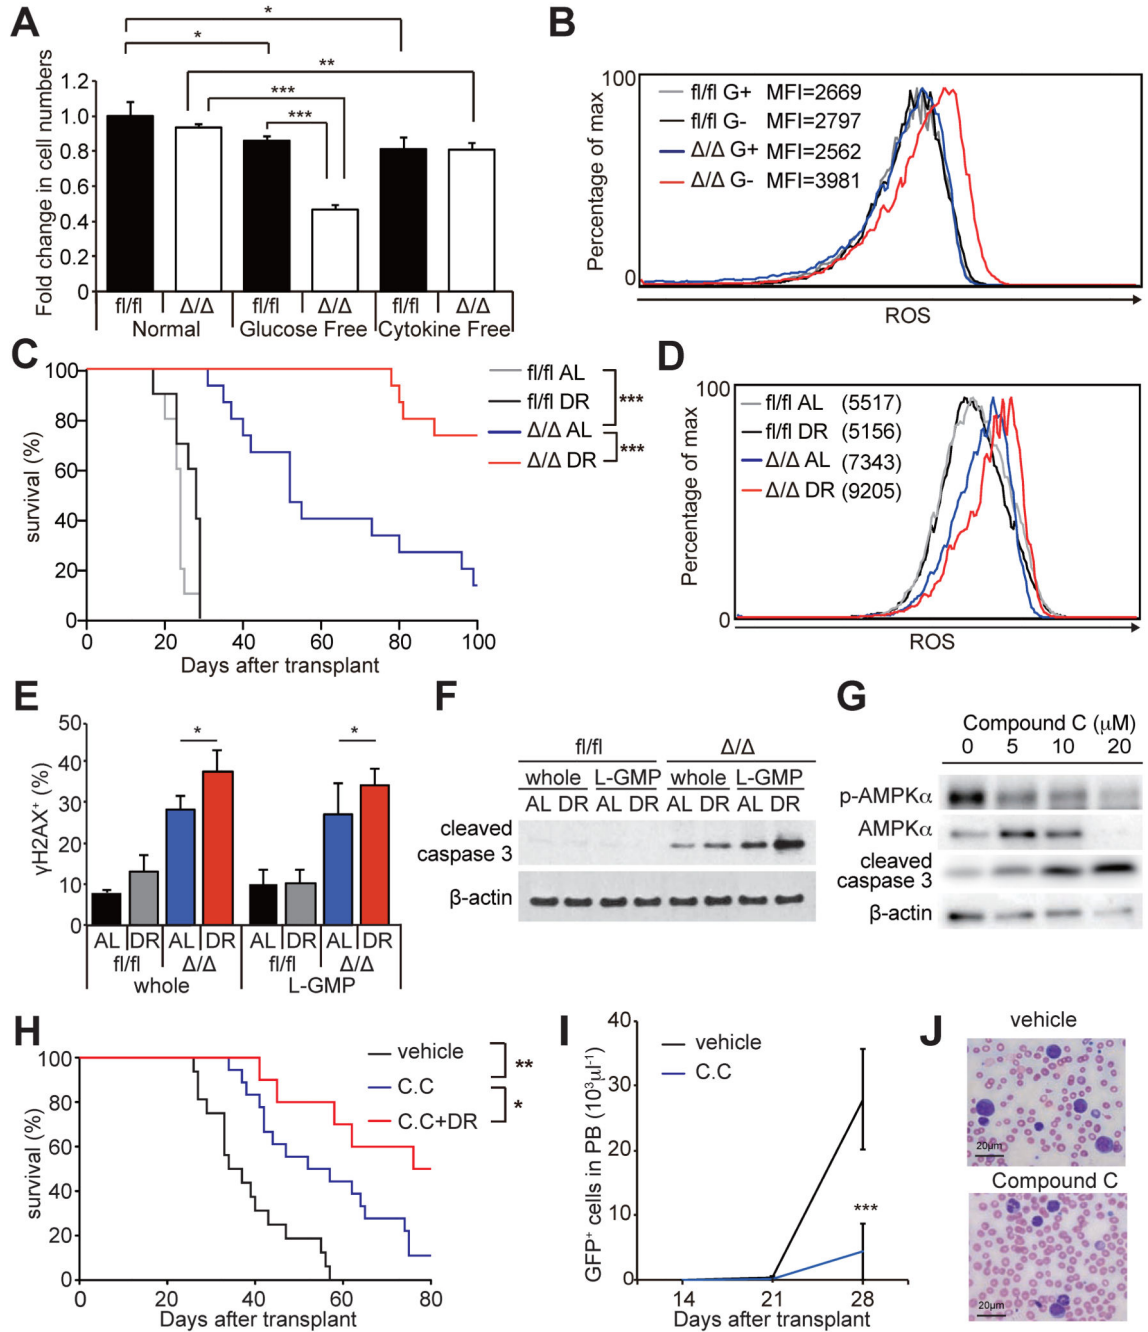 A
*
*
**
***
***
Fold change in cell numbers
1.2
1.0
0.8
0.6
0.4
0.2
0
fl/fl Δ/Δ fl/fl Δ/Δ fl/fl Δ/Δ
Normal Glucose Free Cytokine Free
B
Percentage of max
100
0
fl/fl G+ MFI=2669
fl/fl G- MFI=2797
Δ/Δ G+ MFI=2562
Δ/Δ G- MFI=3981
ROS
C
survival (%)
100
80
60
40
20
0
0 20 40 60 80 100
Days after transplant
fl/fl AL
fl/fl DR
Δ/Δ AL
Δ/Δ DR
***
***
D
Percentage of max
100
0
fl/fl AL (5517)
fl/fl DR (5156)
Δ/Δ AL (7343)
Δ/Δ DR (9205)
ROS
E
γH2AX⁺ (%)
50
40
30
20
10
0
* *
AL DR AL DR AL DR AL DR
fl/fl Δ/Δ fl/fl Δ/Δ
whole L-GMP
F
fl/fl Δ/Δ
whole L-GMP whole L-GMP
AL DR AL DR AL DR AL DR
cleaved
caspase 3
β-actin
G
Compound C (μM)
0 5 10 20
p-AMPKα
AMPKα
cleaved
caspase 3
β-actin
H
survival (%)
100
80
60
40
20
0
0 20 40 60 80
Days after transplant
vehicle
C.C
C.C+DR
**
*
I
GFP⁺ cells in PB (10³μl⁻¹)
40
30
20
10
0
14 21 28
Days after transplant
vehicle
C.C
***
J
vehicle
20μm
Compound C
20μm